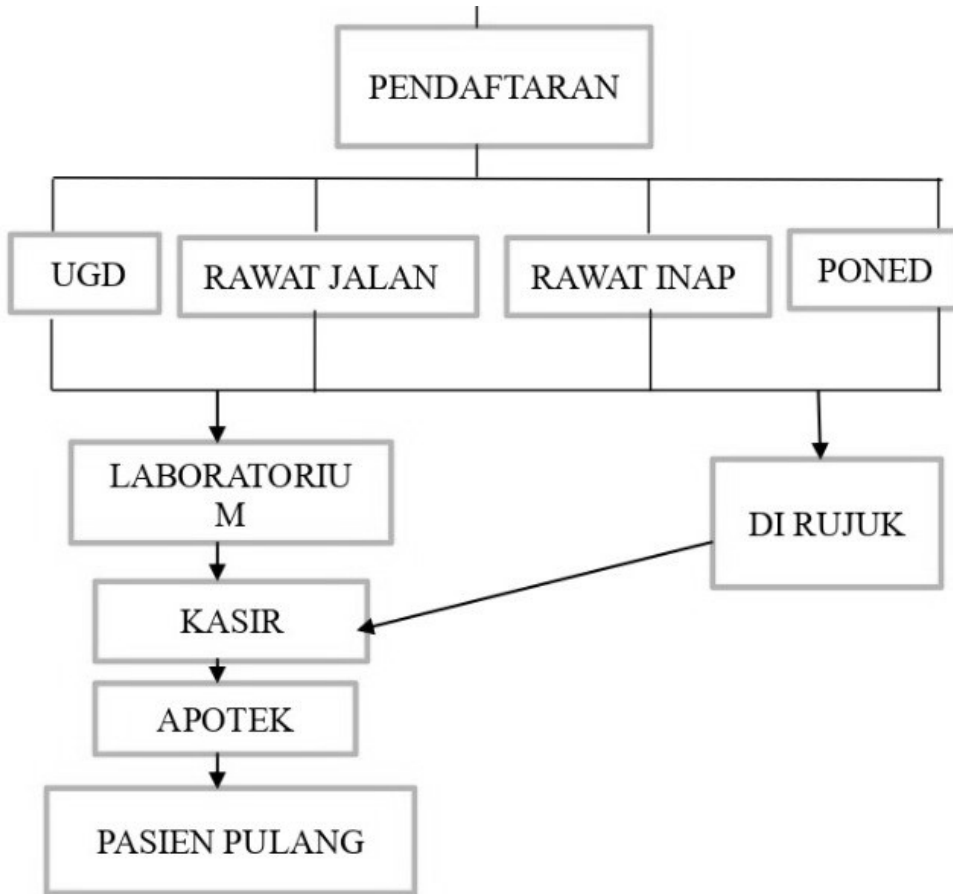 PENDAFTARAN
UGD
RAWAT JALAN
RAWAT INAP
PONED
LABORATORIU
M
DI RUJUK
KASIR
APOTEK
PASIEN PULANG